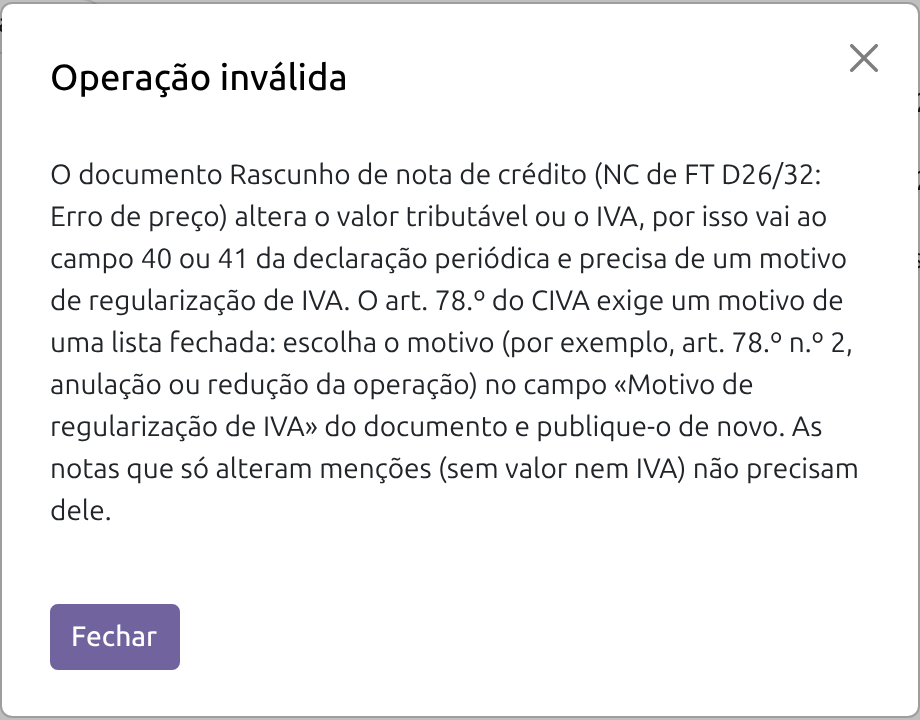 Operação inválida
O documento Rascunho de nota de crédito (NC de FT D26/32:
Erro de preço) altera o valor tributável ou o IVA, por isso vai ao
campo 40 ou 41 da declaração periódica e precisa de um motivo
de regularização de IVA. O art. 78.º do CIVA exige um motivo de
uma lista fechada: escolha o motivo (por exemplo, art. 78.º n.º 2,
anulação ou redução da operação) no campo «Motivo de
regularização de IVA» do documento e publique-o de novo. As
notas que só alteram menções (sem valor nem IVA) não precisam
dele.
Fechar